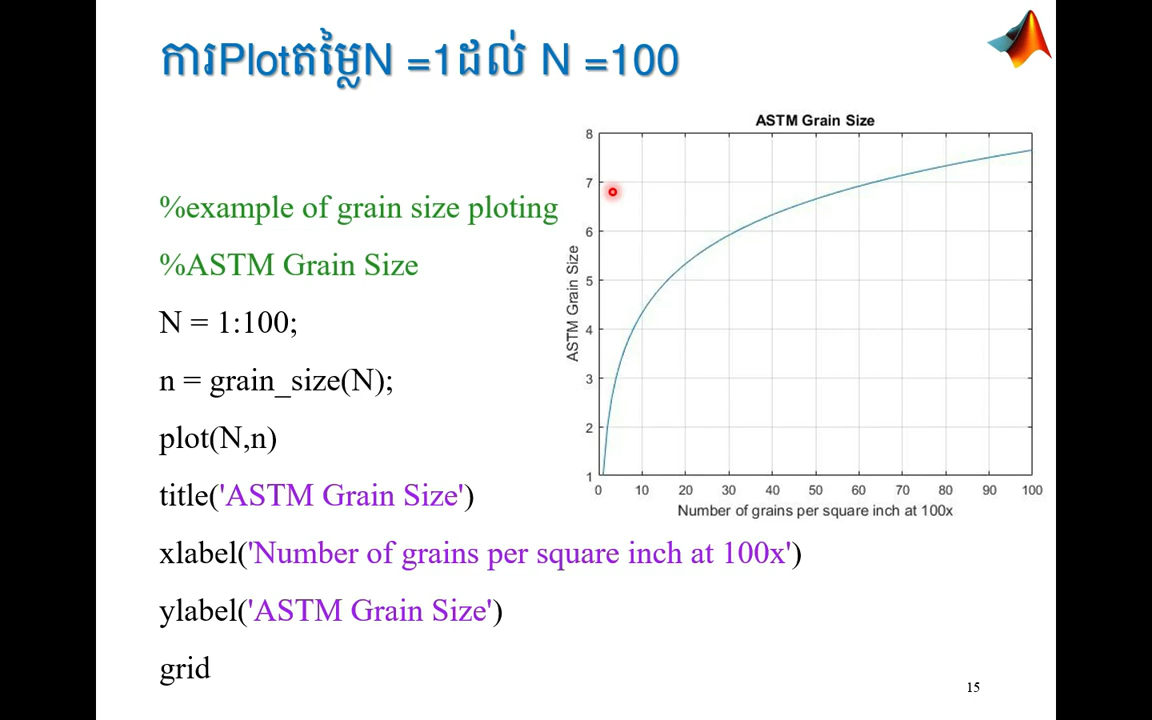 ការPlotតម្លៃN =1ដល់ N =100
%example of grain size ploting
%ASTM Grain Size
N = 1:100;
n = grain_size(N);
plot(N,n)
title('ASTM Grain Size')
xlabel('Number of grains per square inch at 100x')
ylabel('ASTM Grain Size')
grid
ASTM Grain Size
8
7
6
5
4
3
2
1
ASTM Grain Size
0 10 20 30 40 50 60 70 80 90 100
Number of grains per square inch at 100x
15